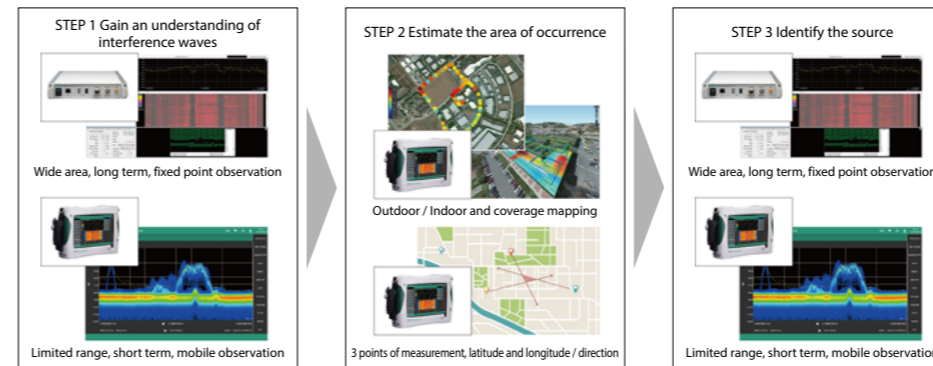 STEP 1 Gain an understanding of
interference waves
Wide area, long term, fixed point observation
Limited range, short term, mobile observation
STEP 2 Estimate the area of occurrence
Outdoor / Indoor and coverage mapping
3 points of measurement, latitude and longitude / direction
STEP 3 Identify the source
Wide area, long term, fixed point observation
Limited range, short term, mobile observation